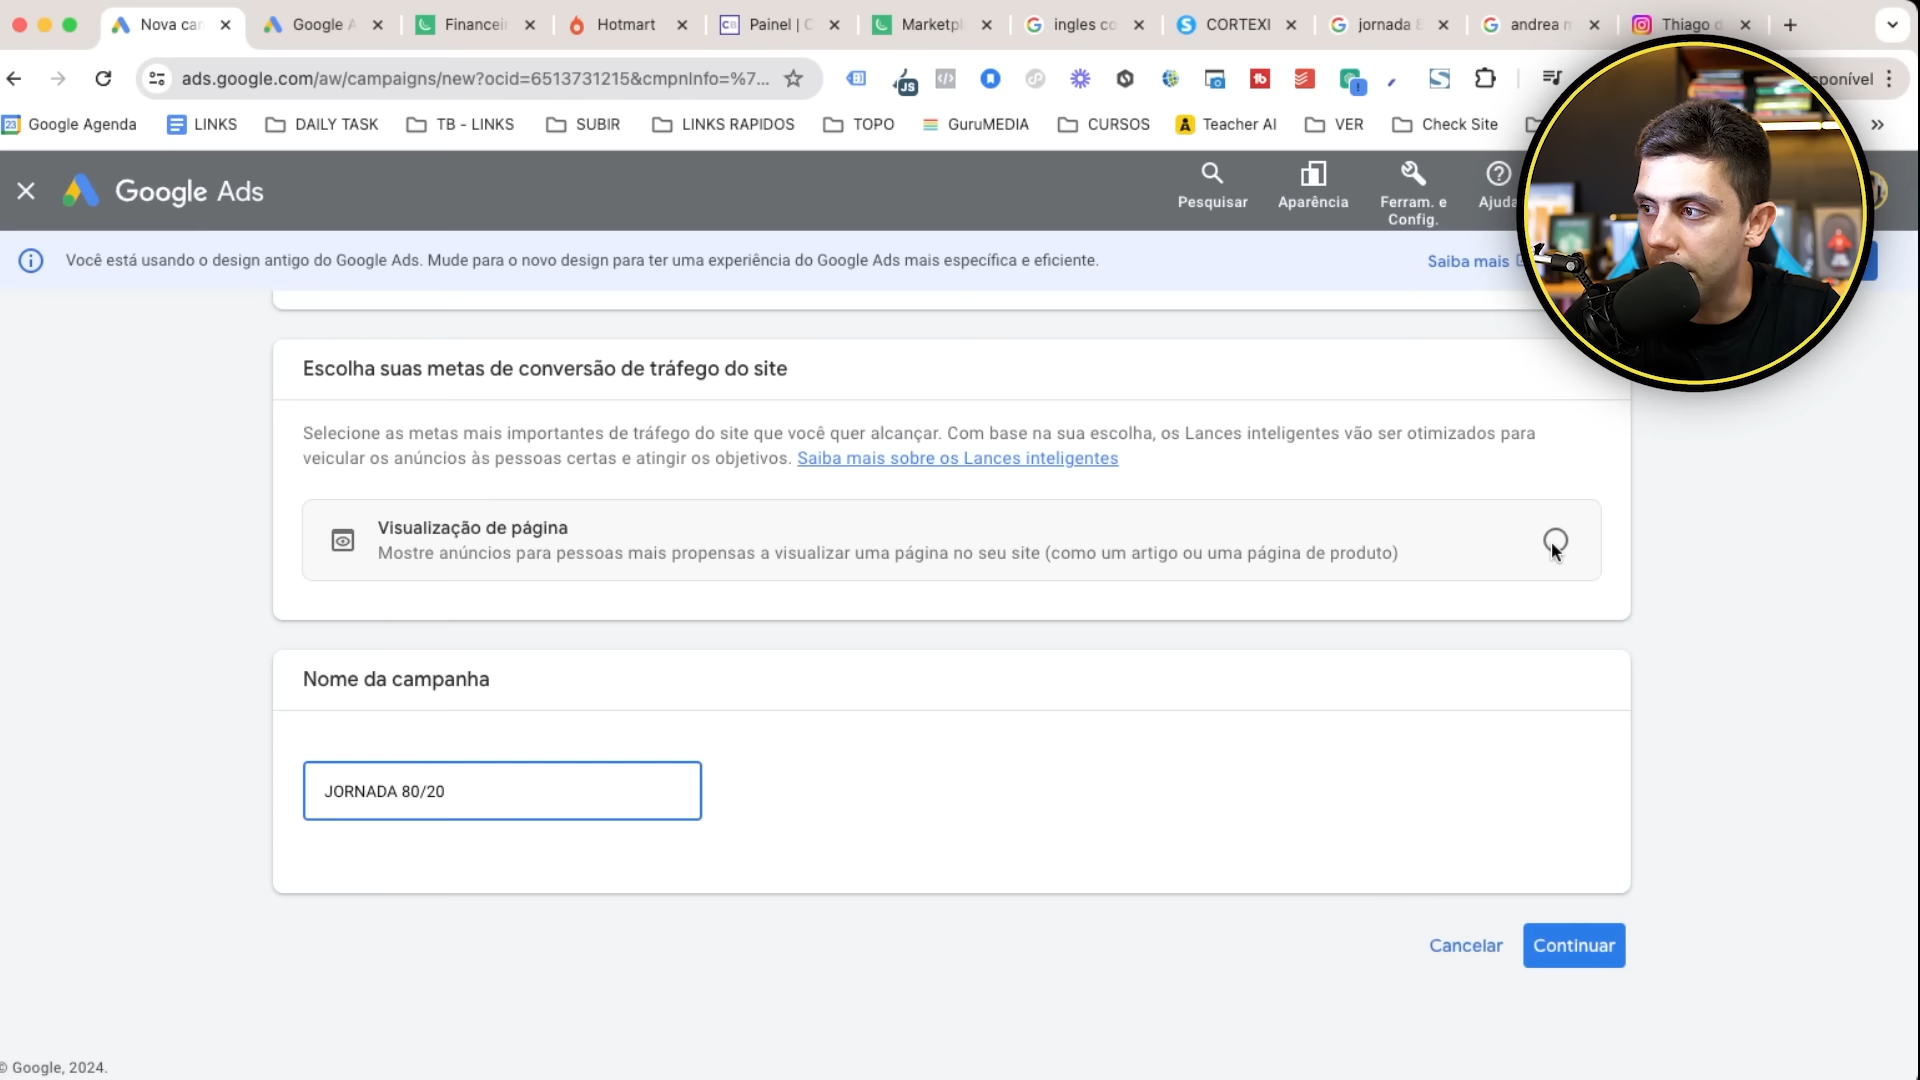 Nova car
Google A
Financeir
Hotmart
Painel | C
Marketpl
ingles co
CORTEXI
jornada 8
andrea m
Thiago d
ads.google.com/aw/campaigns/new?ocid=6513731215&cmpnInfo=%7...
sponível
Google Agenda
LINKS
DAILY TASK
TB - LINKS
SUBIR
LINKS RAPIDOS
TOPO
GuruMEDIA
CURSOS
Teacher AI
VER
Check Site
Google Ads
Pesquisar
Aparência
Ferram. e
Config.
Ajuda
Você está usando o design antigo do Google Ads. Mude para o novo design para ter uma experiência do Google Ads mais específica e eficiente.
Saiba mais
Escolha suas metas de conversão de tráfego do site
Selecione as metas mais importantes de tráfego do site que você quer alcançar. Com base na sua escolha, os Lances inteligentes vão ser otimizados para
veicular os anúncios às pessoas certas e atingir os objetivos. Saiba mais sobre os Lances inteligentes
Visualização de página
Mostre anúncios para pessoas mais propensas a visualizar uma página no seu site (como um artigo ou uma página de produto)
Nome da campanha
JORNADA 80/20
Cancelar
Continuar
© Google, 2024.